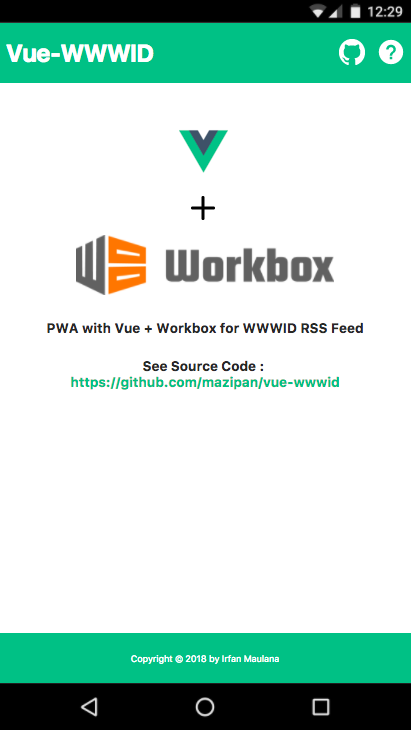 12:29
Vue-WWWID
?
+
Workbox
PWA with Vue + Workbox for WWWID RSS Feed
See Source Code :
https://github.com/mazipan/vue-wwwid
Copyright © 2018 by Irfan Maulana